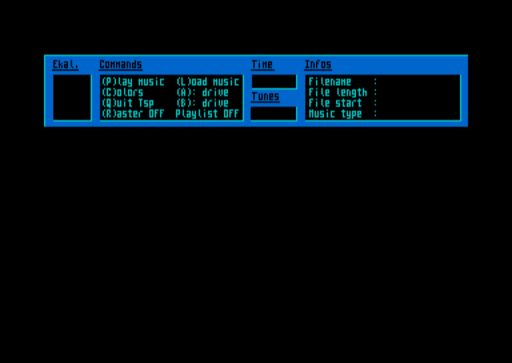 Ekal. Commands Time Infos
(P)lay music (L)oad music Filename :
(C)olors (A): drive File length :
Tunes
(Q)uit Tsp (B): drive File start :
(R)aster OFF Playlist OFF Music type :